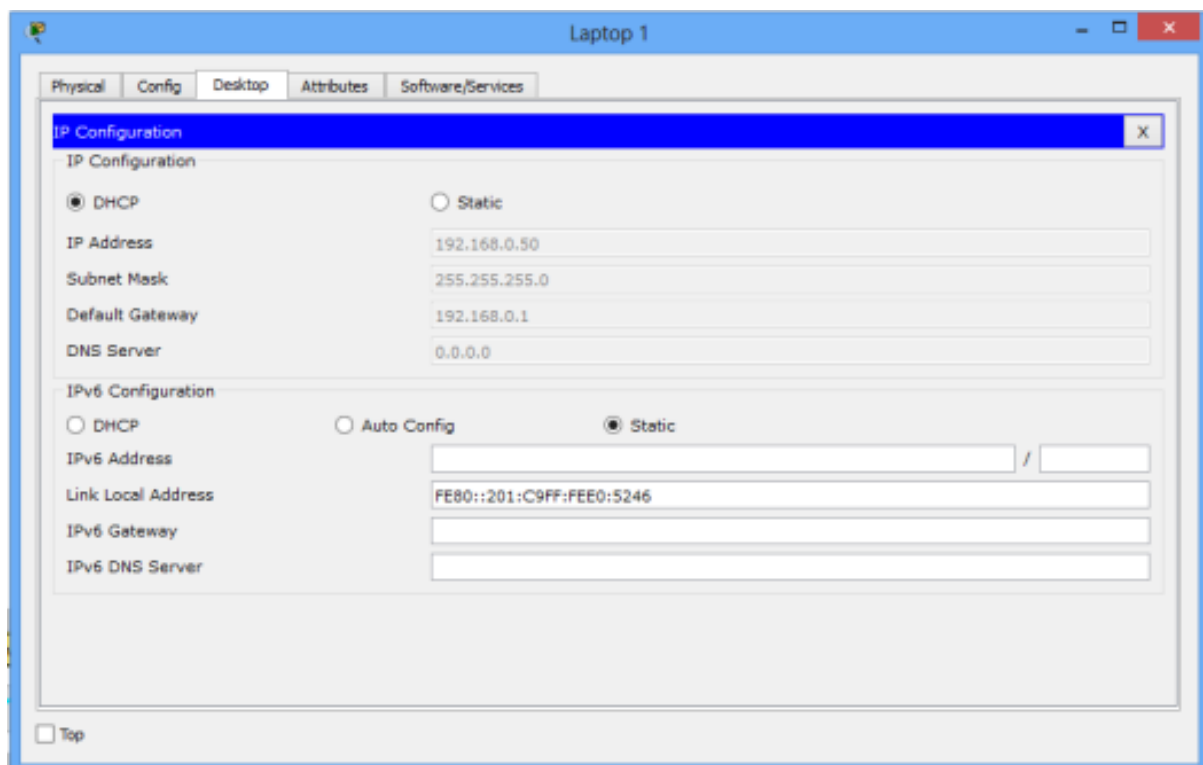 Laptop 1
Physical Config Desktop Attributes Software/Services
IP Configuration X
IP Configuration
DHCP Static
IP Address 192.168.0.50
Subnet Mask 255.255.255.0
Default Gateway 192.168.0.1
DNS Server 0.0.0.0
IPv6 Configuration
DHCP Auto Config Static
IPv6 Address /
Link Local Address FE80::201:C9FF:FEE0:5246
IPv6 Gateway
IPv6 DNS Server
Top